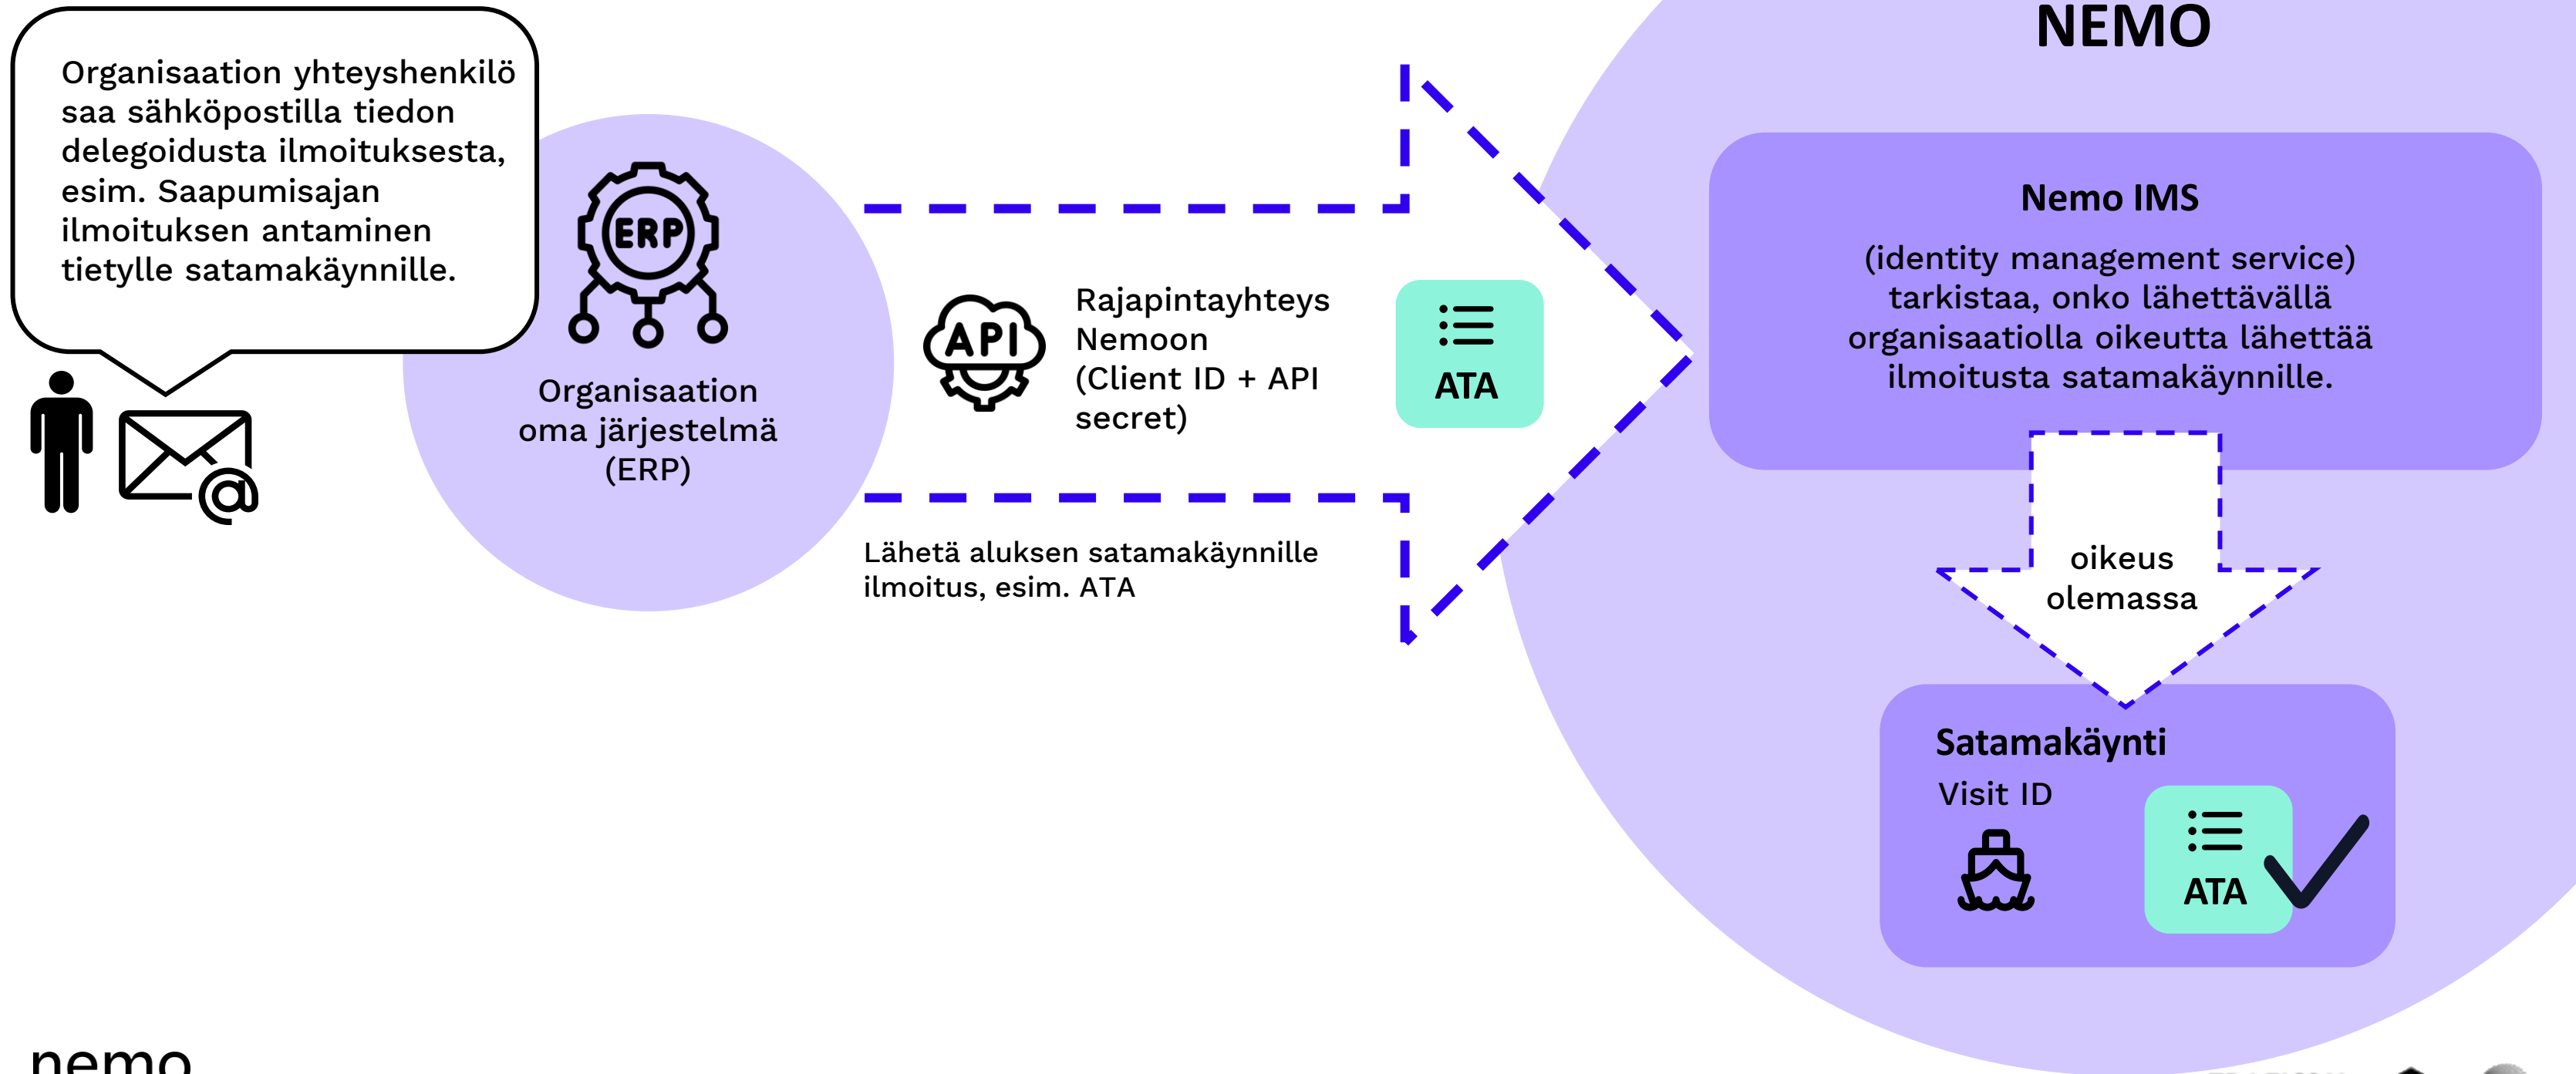 Organisaation yhteyshenkilö
saa sähköpostilla tiedon
delegoidusta ilmoituksesta,
esim. Saapumisajan
ilmoituksen antaminen
tietylle satamakäynnille.
@
ERP
Organisaation
oma järjestelmä
(ERP)
API
Rajapintayhteys
Nemoon
(Client ID + API
secret)
ATA
Lähetä aluksen satamakäynnille
ilmoitus, esim. ATA
NEMO
Nemo IMS
(identity management service)
tarkistaa, onko lähettävällä
organisaatiolla oikeutta lähettää
ilmoitusta satamakäynnille.
oikeus
olemassa
Satamakäynti
Visit ID
ATA
nemo